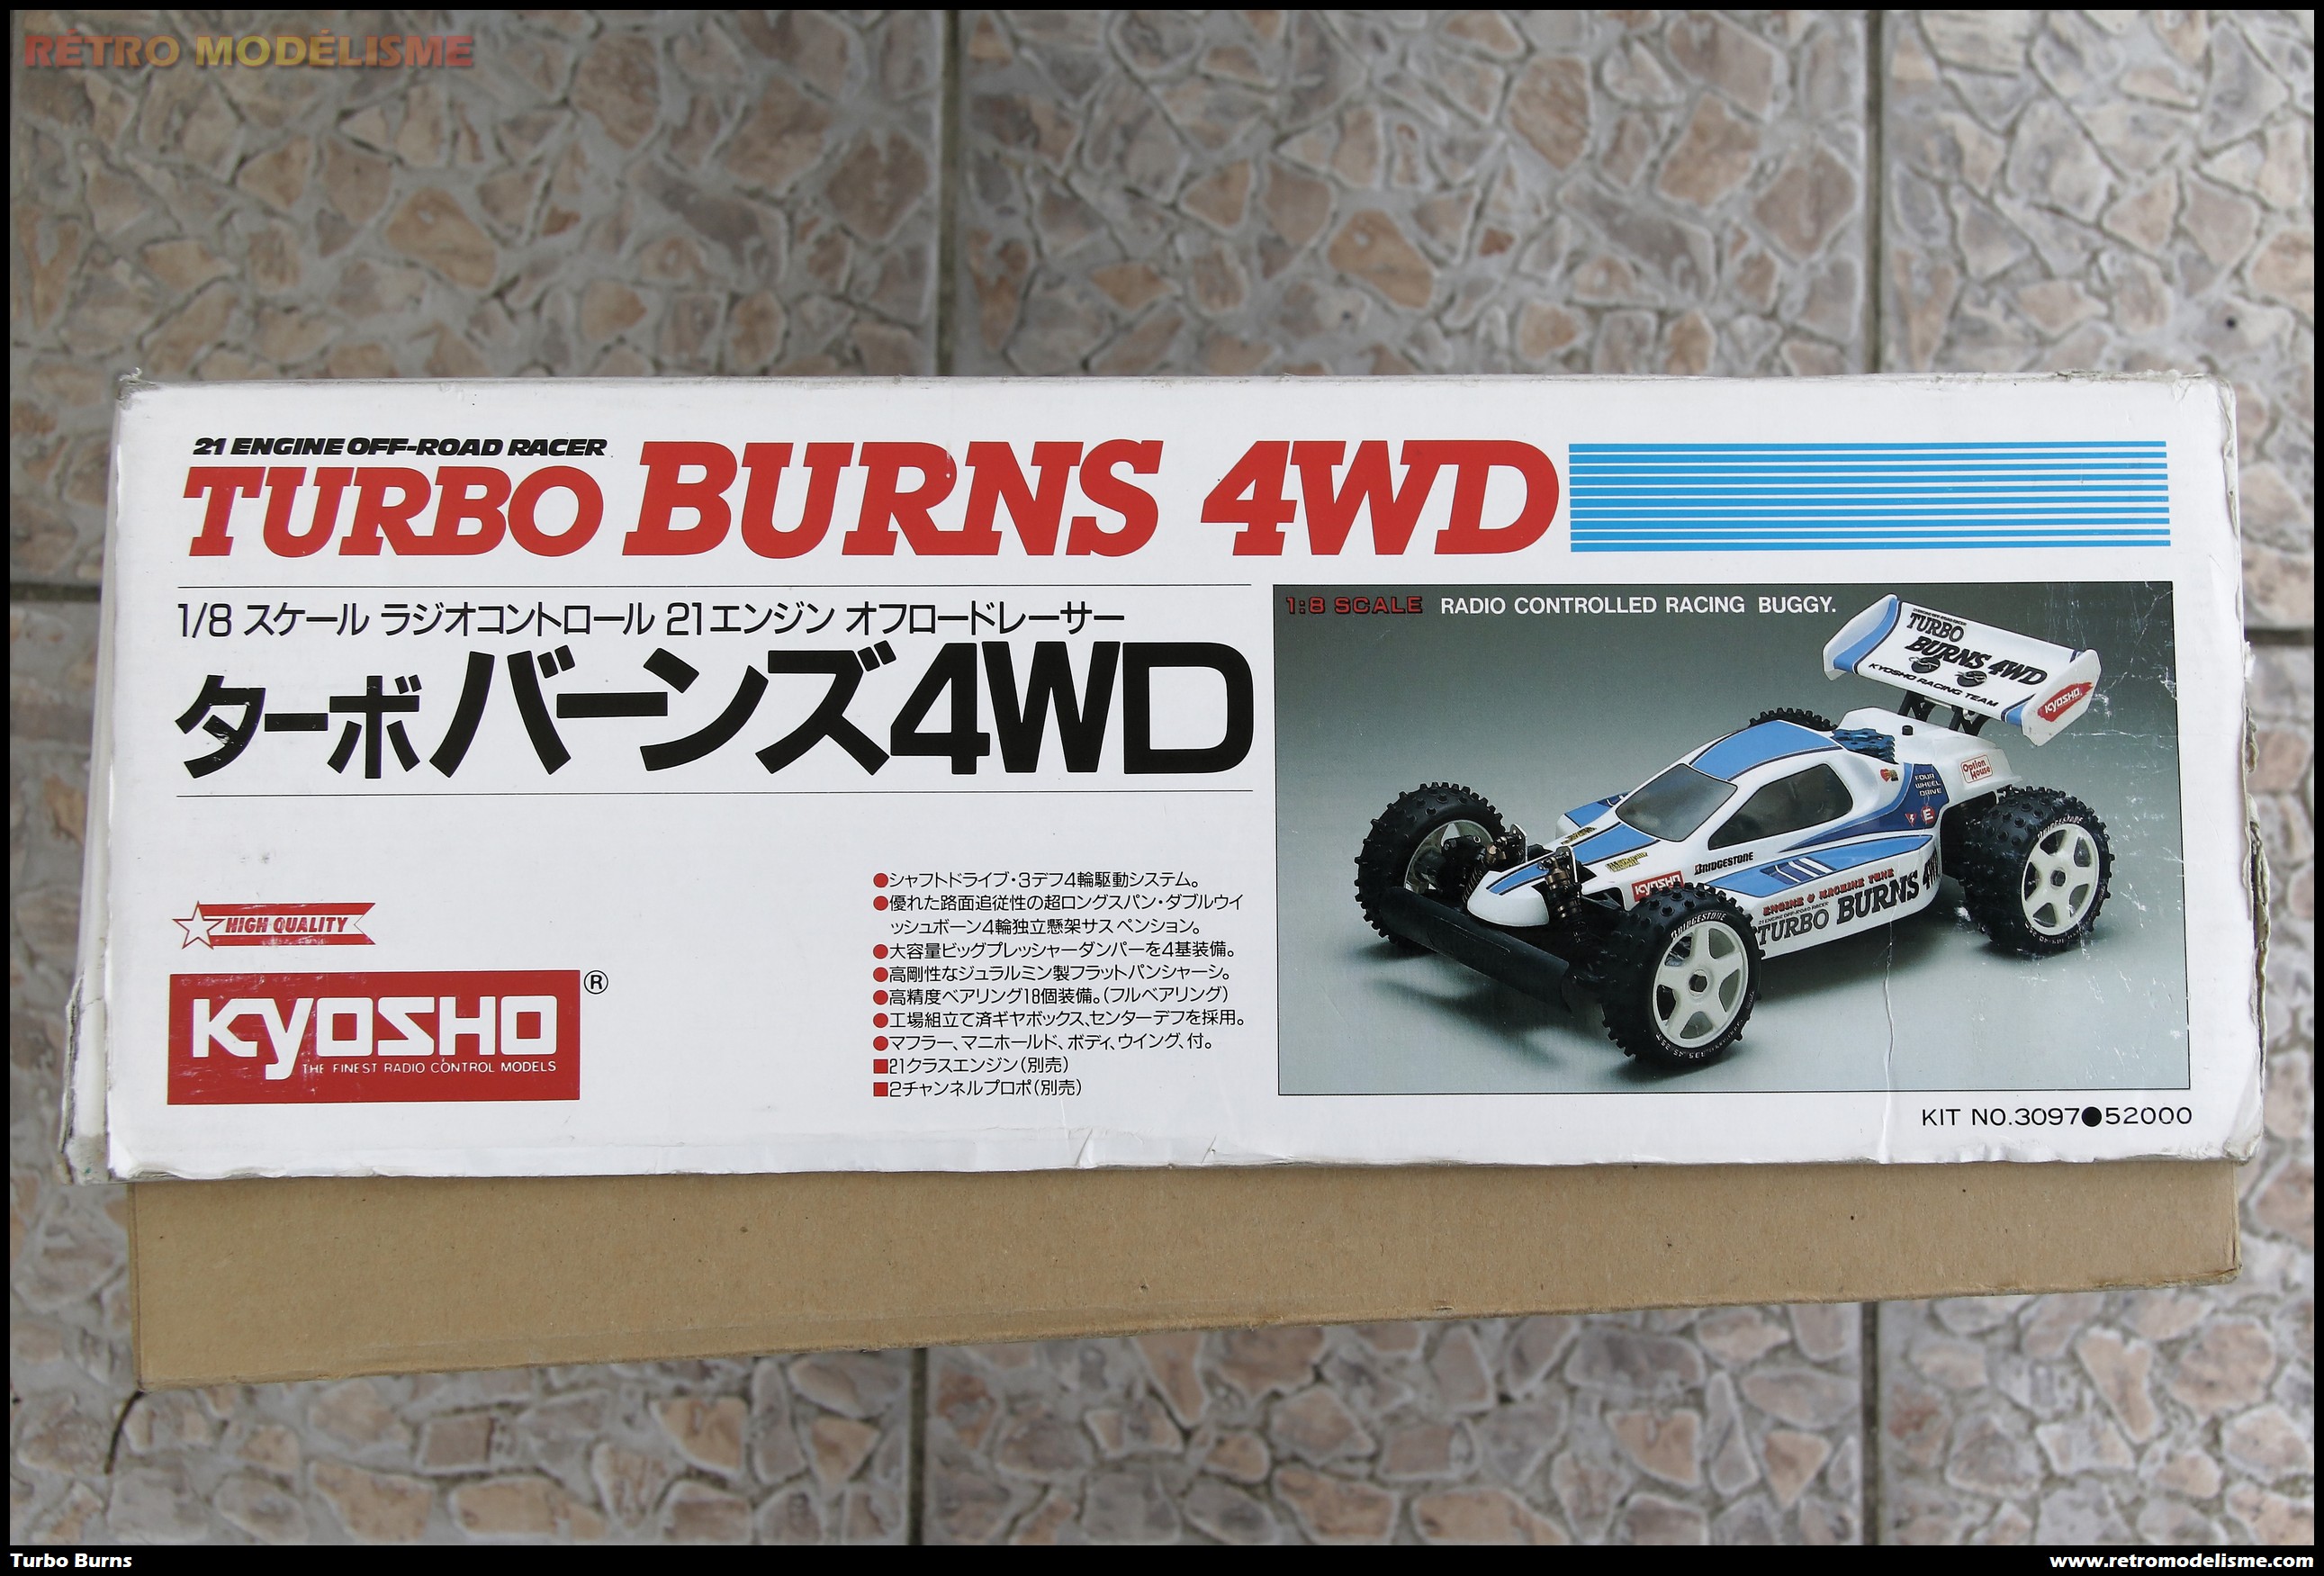 RÉTRO MODÉLISME
21 ENGINE OFF-ROAD RACER
TURBO BURNS 4WD
1/8 スケール ラジオコントロール 21エンジン オフロードレーサー
ターボバーンズ4WD
HIGH QUALITY
KYOSHO ®
THE FINEST RADIO CONTROL MODELS
●シャフトドライブ・3デフ4輪駆動システム。
●優れた路面追従性の超ロングスパン・ダブルウイ
ッシュボーン4輪独立懸架サスペンション。
●大容量ビッグプレッシャーダンパーを4基装備。
●高剛性なジュラルミン製フラットパンシャーシ。
●高精度ベアリング18個装備。(フルベアリング)
●工場組立て済ギヤボックス、センターデフを採用。
●マフラー、マニホールド、ボディ、ウイング、付。
■21クラスエンジン(別売)
■2チャンネルプロポ(別売)
1:8 SCALE RADIO CONTROLLED RACING BUGGY.
TURBO
BURNS 4WD
KYOSHO RACING TEAM
KYOSHO
Option House
FOUR
WHEEL
DRIVE
E
BRIDGESTONE
KYOSHO
ENGINE & MACHINE TUNE
21 ENGINE OFF-ROAD RACER
TURBO BURNS
BRIDGESTONE
BRIDGESTONE
KIT NO.3097●52000
Turbo Burns
www.retromodelisme.com